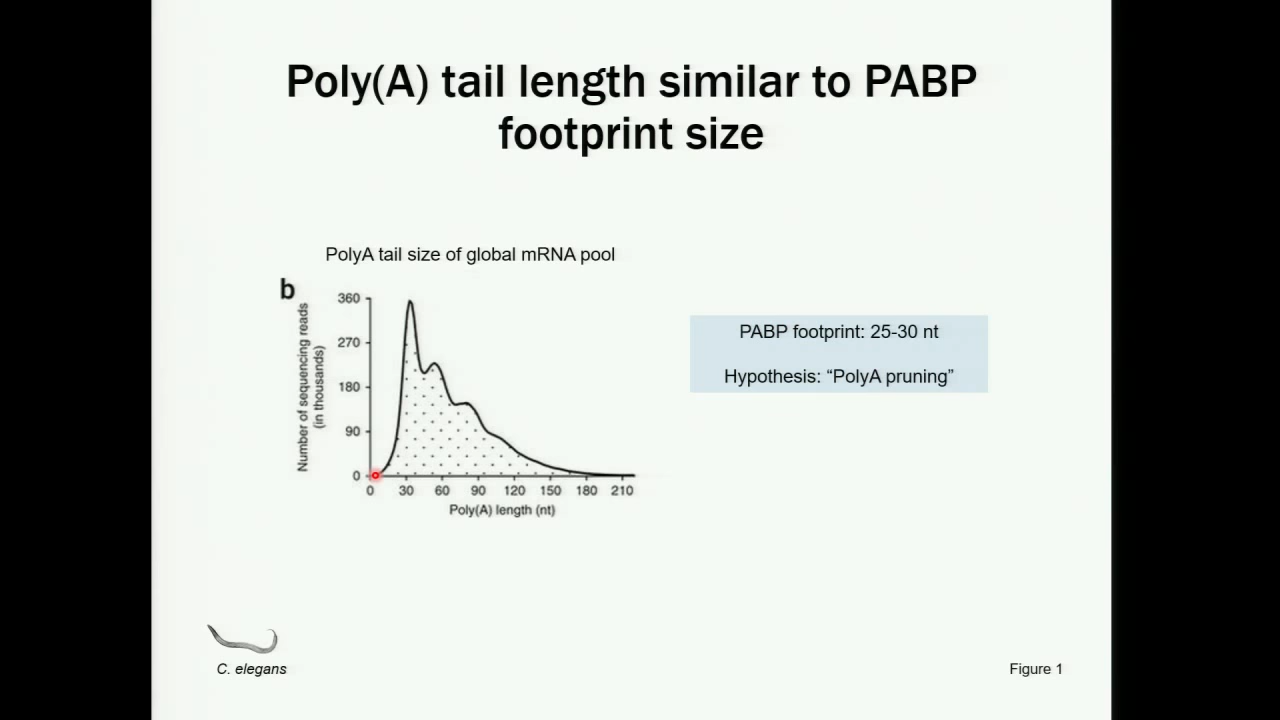 Poly(A) tail length similar to PABP
footprint size
PolyA tail size of global mRNA pool
b
Number of sequencing reads
(in thousands)
360
270
180
90
0
0 30 60 90 120 150 180 210
Poly(A) length (nt)
PABP footprint: 25-30 nt
Hypothesis: “PolyA pruning”
C. elegans
Figure 1